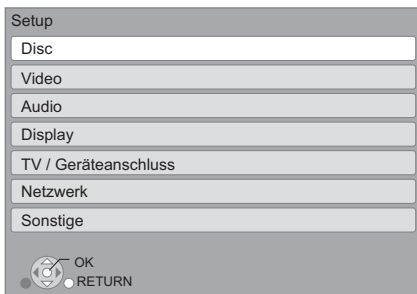 Setup
Disc
Video
Audio
Display
TV / Geräteanschluss
Netzwerk
Sonstige
OK
RETURN